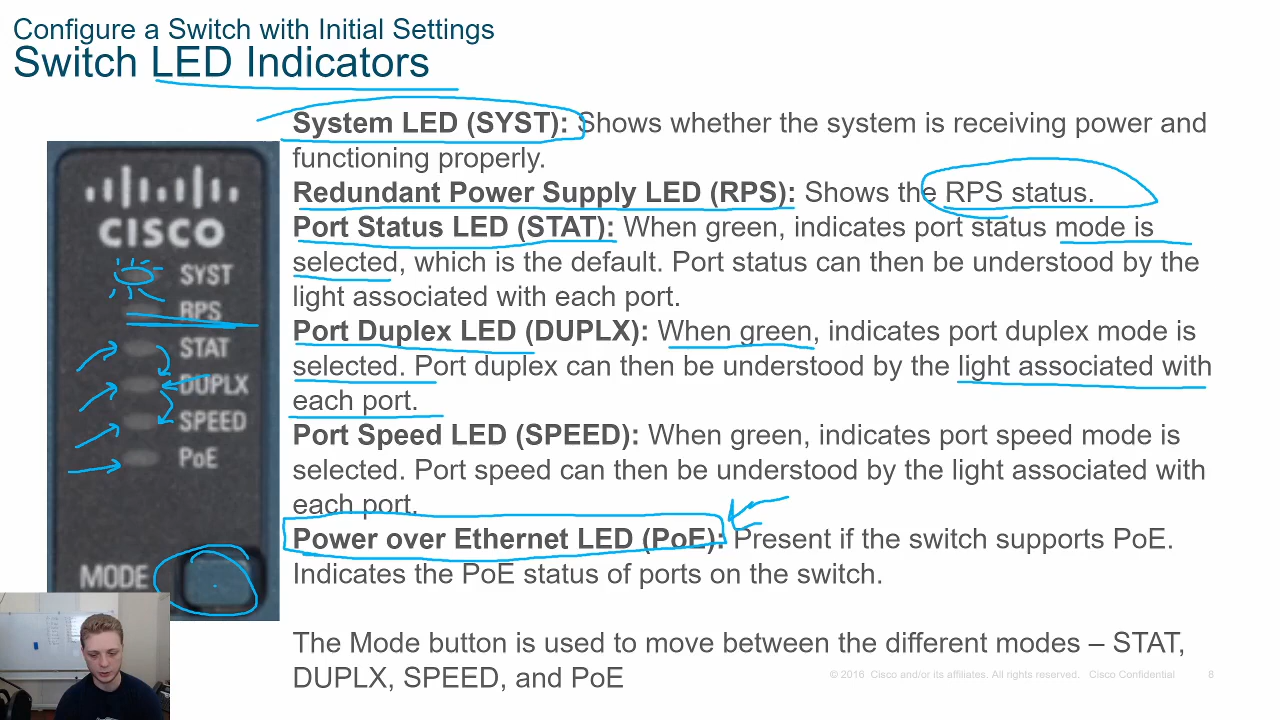 Configure a Switch with Initial Settings
Switch LED Indicators
System LED (SYST): Shows whether the system is receiving power and
functioning properly.
Redundant Power Supply LED (RPS): Shows the RPS status.
Port Status LED (STAT): When green, indicates port status mode is
selected, which is the default. Port status can then be understood by the
light associated with each port.
Port Duplex LED (DUPLX): When green, indicates port duplex mode is
selected. Port duplex can then be understood by the light associated with
each port.
Port Speed LED (SPEED): When green, indicates port speed mode is
selected. Port speed can then be understood by the light associated with
each port.
Power over Ethernet LED (PoE): Present if the switch supports PoE.
Indicates the PoE status of ports on the switch.
The Mode button is used to move between the different modes – STAT,
DUPLX, SPEED, and PoE
CISCO
SYST
RPS
STAT
DUPLX
SPEED
PoE
MODE
© 2016 Cisco and/or its affiliates. All rights reserved. Cisco Confidential 8